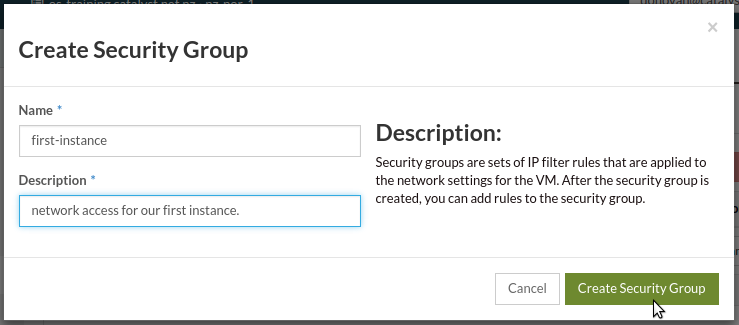 ×
Create Security Group
Name *
first-instance
Description *
network access for our first instance.
Description:
Security groups are sets of IP filter rules that are applied to
the network settings for the VM. After the security group is
created, you can add rules to the security group.
Cancel
Create Security Group